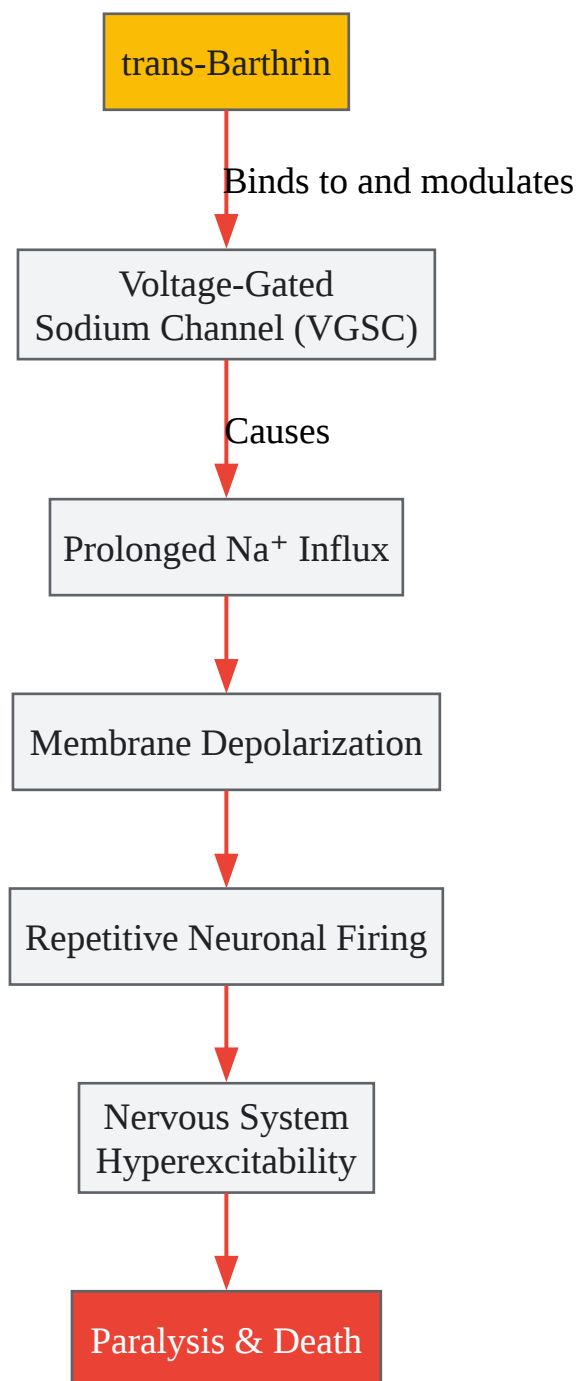 trans-Barthrin
Binds to and modulates
Voltage-Gated
Sodium Channel (VGSC)
Causes
Prolonged Na⁺ Influx
Membrane Depolarization
Repetitive Neuronal Firing
Nervous System
Hyperexcitability
Paralysis & Death